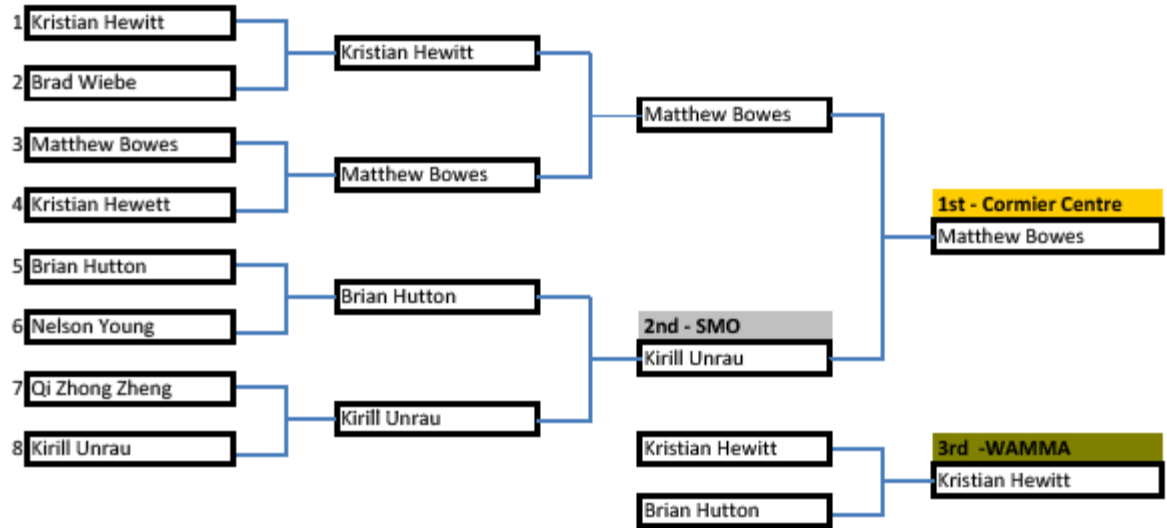 1 Kristian Hewitt
Kristian Hewitt
2 Brad Wiebe
Matthew Bowes
3 Matthew Bowes
Matthew Bowes
4 Kristian Hewett
1st - Cormier Centre
Matthew Bowes
5 Brian Hutton
Brian Hutton
6 Nelson Young
2nd - SMO
Kirill Unrau
7 Qi Zhong Zheng
Kirill Unrau
8 Kirill Unrau
Kristian Hewitt
3rd -WAMMA
Kristian Hewitt
Brian Hutton